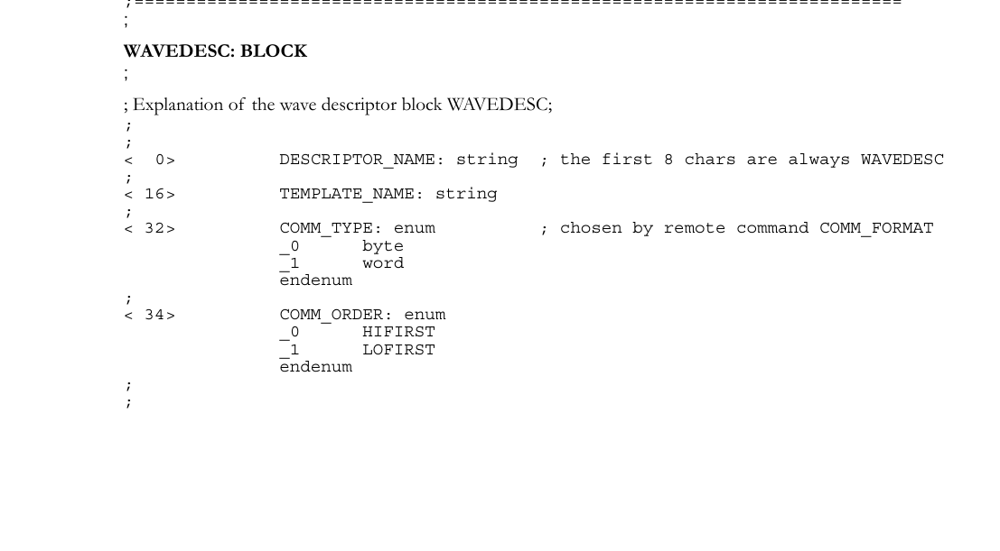 ;==========================================================================
;
WAVEDESC: BLOCK
;
; Explanation of the wave descriptor block WAVEDESC;
;
;
<  0>          DESCRIPTOR_NAME: string  ; the first 8 chars are always WAVEDESC
;
< 16>          TEMPLATE_NAME: string
;
< 32>          COMM_TYPE: enum          ; chosen by remote command COMM_FORMAT
               _0      byte
               _1      word
               endenum
;
< 34>          COMM_ORDER: enum
               _0      HIFIRST
               _1      LOFIRST
               endenum
;
;